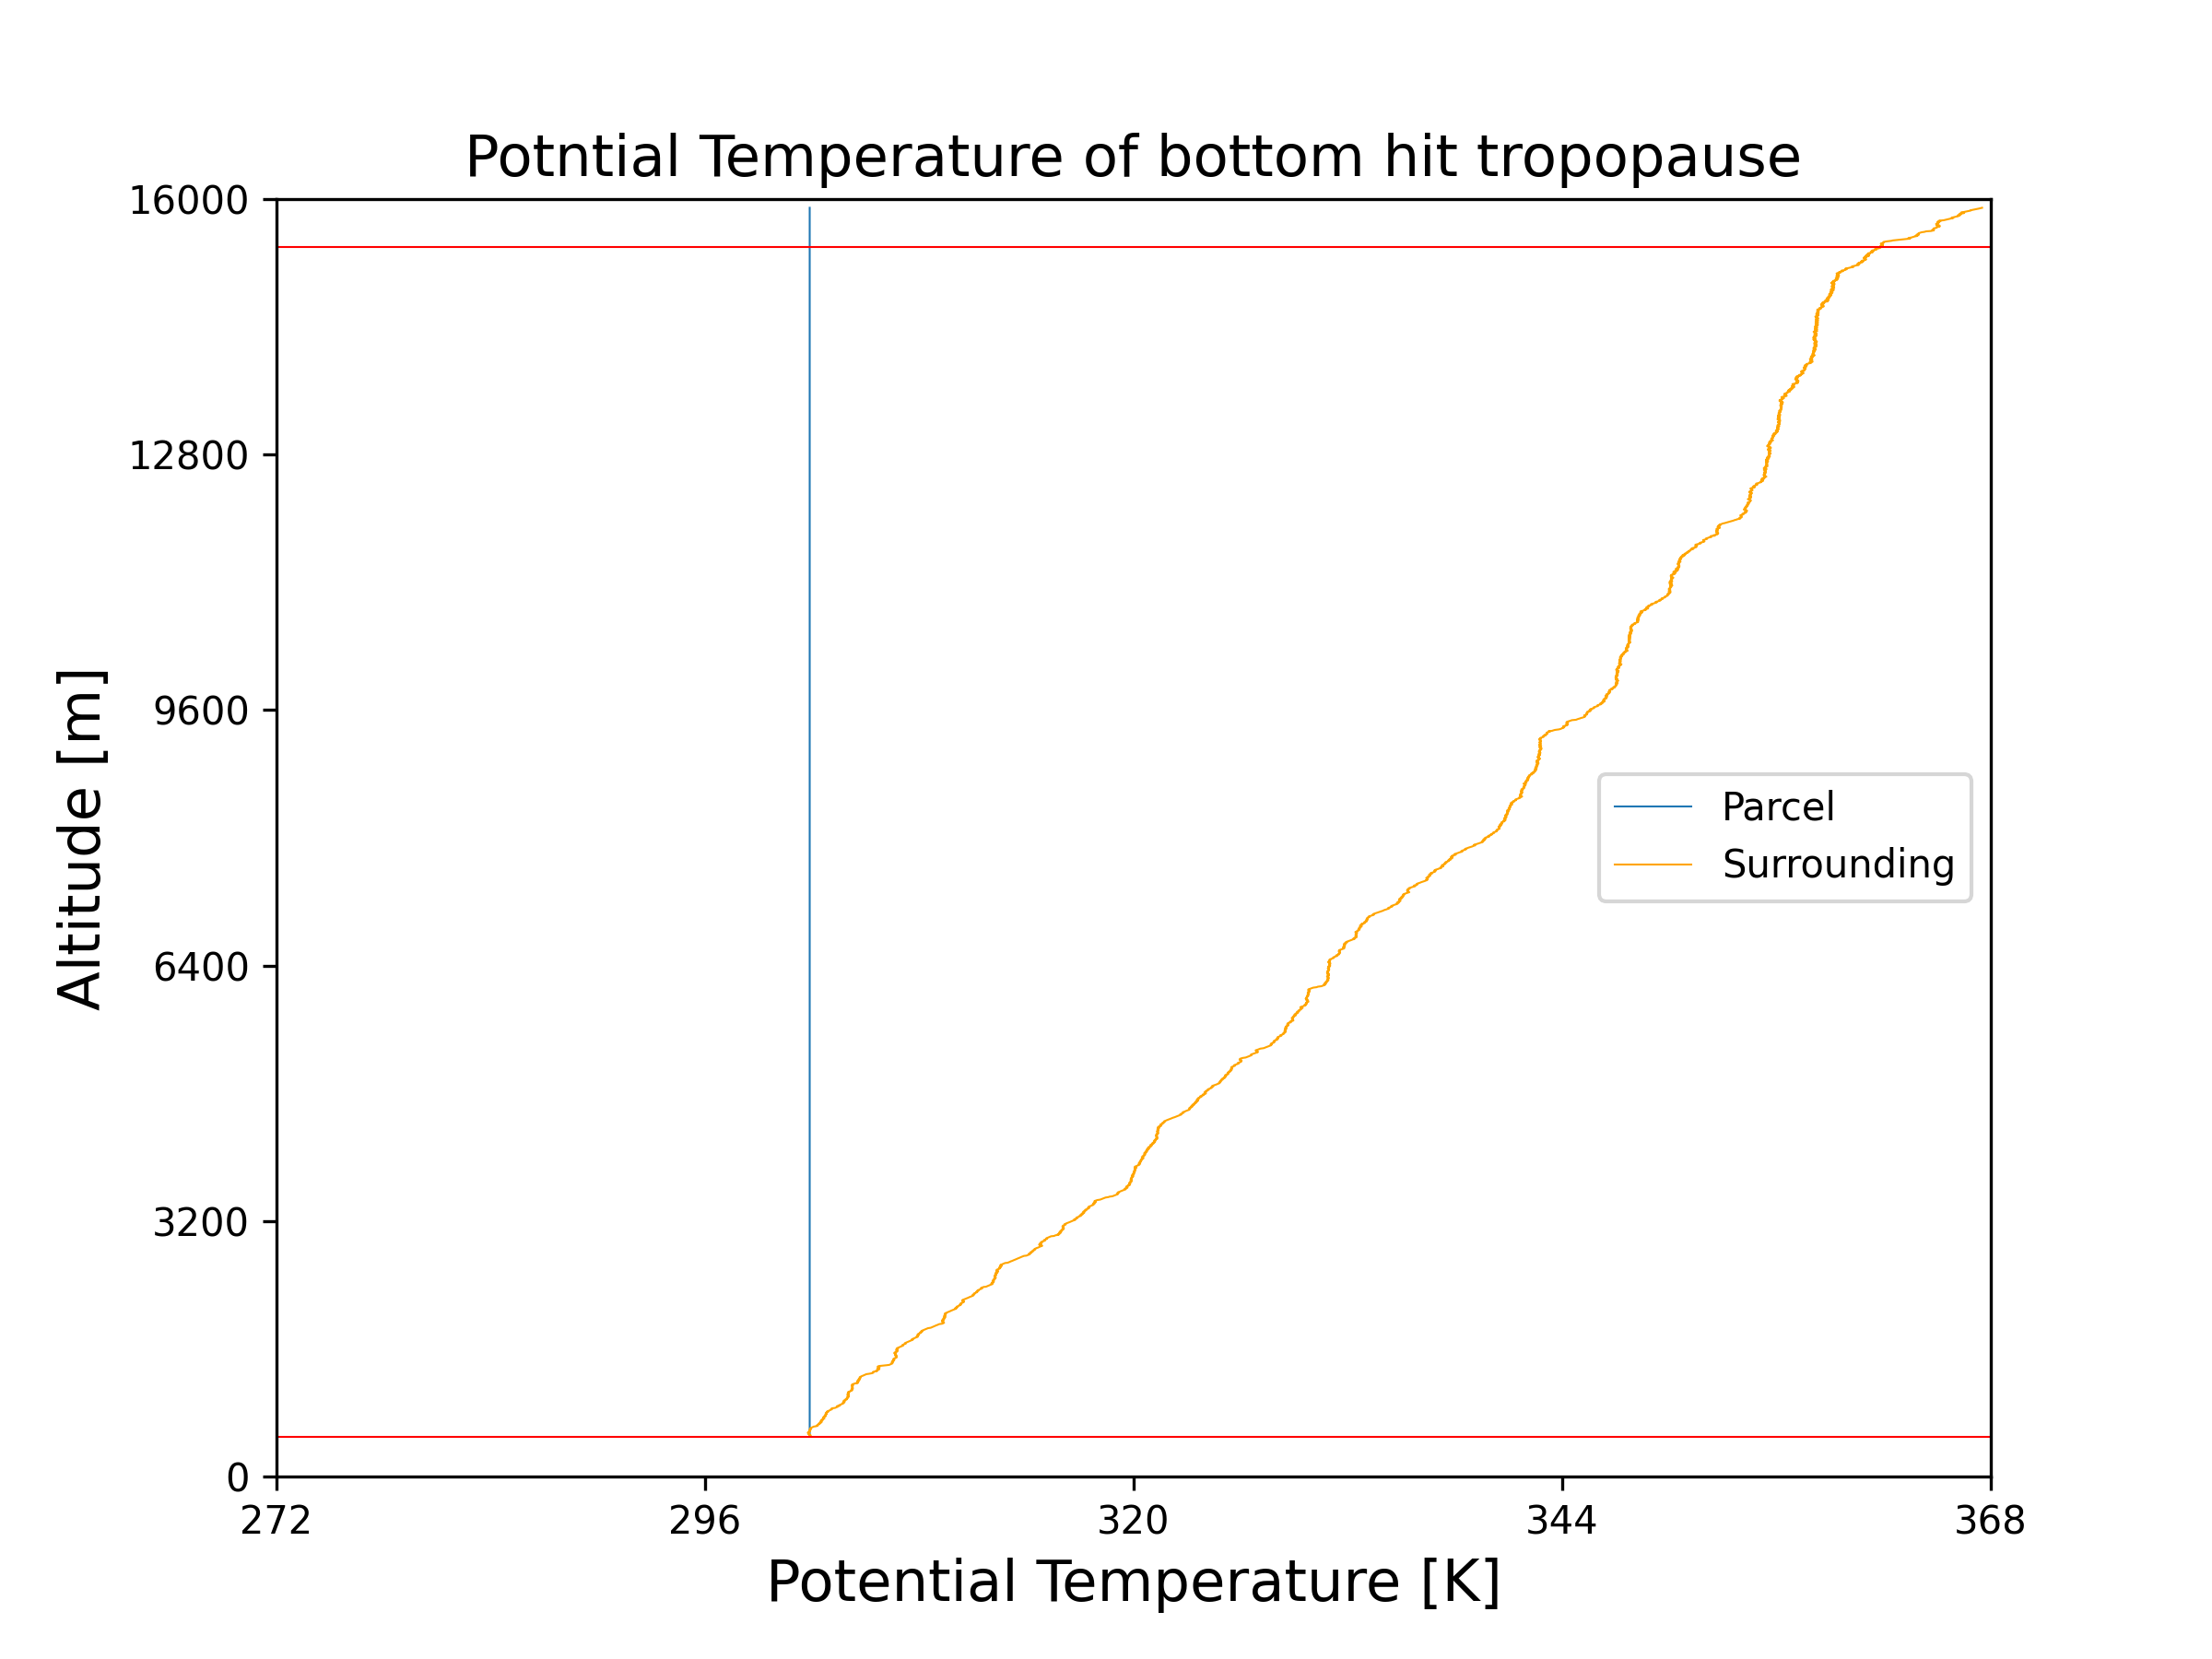 Potntial Temperature of bottom hit tropopause
16000
12800
9600
6400
3200
0
Altitude [m]
Parcel
Surrounding
272 296 320 344 368
Potential Temperature [K]